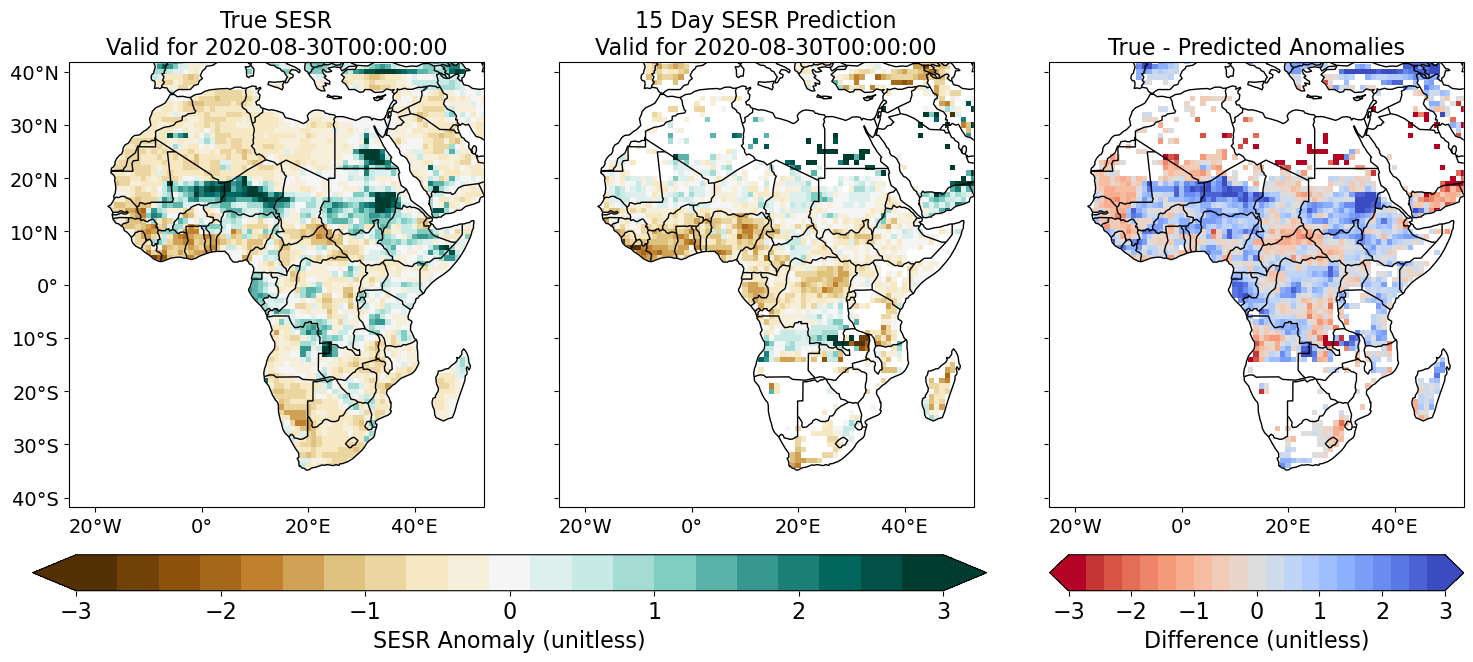 True SESR
Valid for 2020-08-30T00:00:00
15 Day SESR Prediction
Valid for 2020-08-30T00:00:00
True - Predicted Anomalies
40°N
30°N
20°N
10°N
0°
10°S
20°S
30°S
40°S
20°W 0° 20°E 40°E
20°W 0° 20°E 40°E
20°W 0° 20°E 40°E
−3 −2 −1 0 1 2 3
SESR Anomaly (unitless)
−3 −2 −1 0 1 2 3
Difference (unitless)